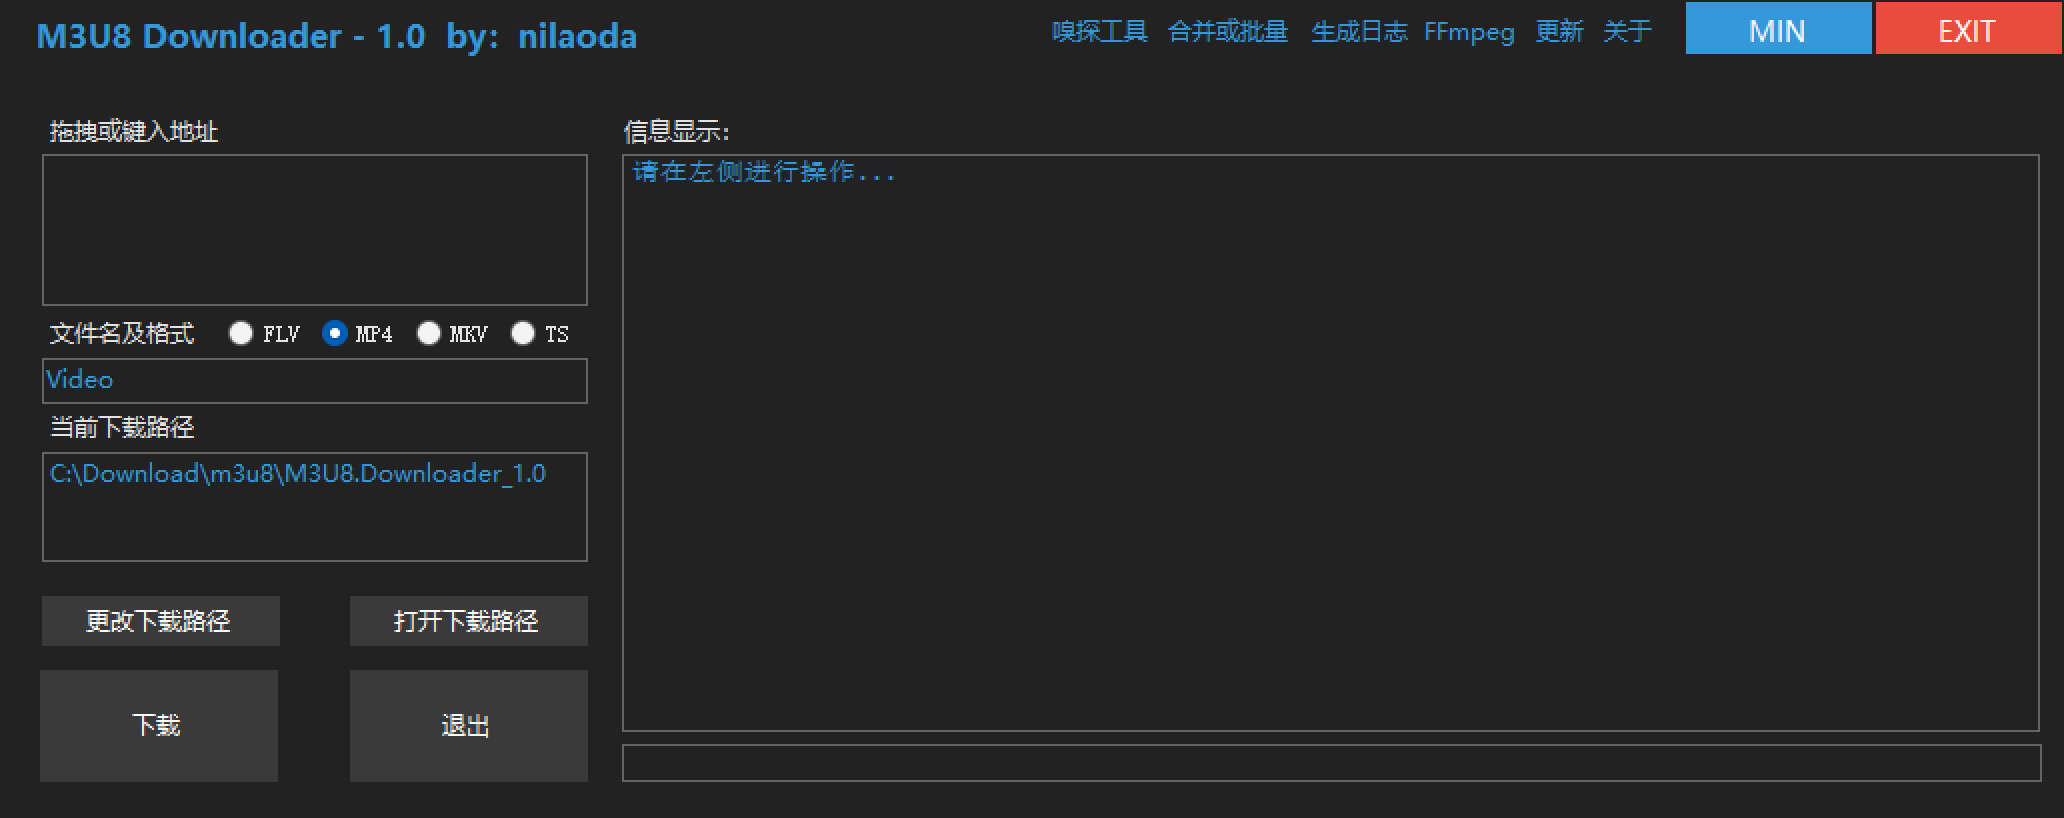 M3U8 Downloader - 1.0 by：nilaoda
嗅探工具 合并或批量 生成日志 FFmpeg 更新 关于 MIN EXIT
拖拽或键入地址
文件名及格式 FLV MP4 MKV TS
Video
当前下载路径
C:\Download\m3u8\M3U8.Downloader_1.0
更改下载路径 打开下载路径
下载 退出
信息显示：
请在左侧进行操作...